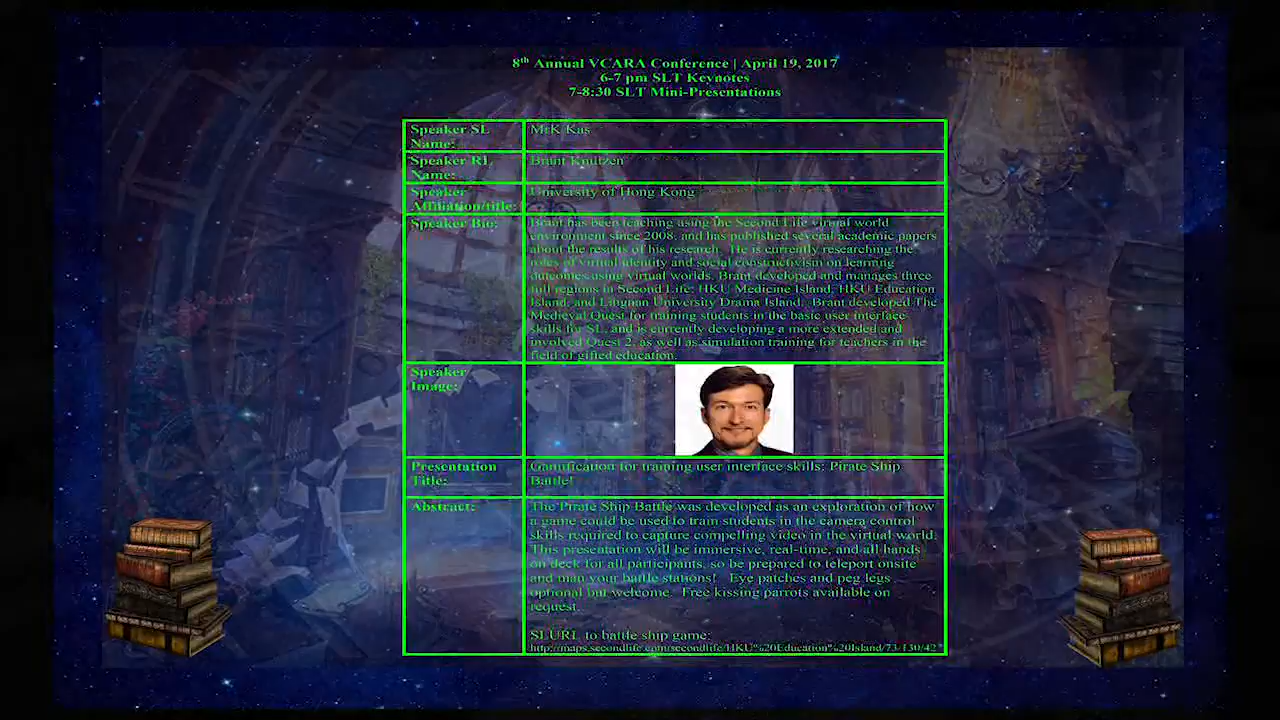 8th Annual VCARA Conference | April 19, 2017
6-7 pm SLT Keynotes
7-8:30 SLT Mini-Presentations
Speaker SL
Name:
MrK Kas
Speaker RL
Name:
Brant Knutzen
Speaker
Affiliation/title:
University of Hong Kong
Speaker Bio:
Brant has been teaching using the Second Life virtual world
environment since 2008, and has published several academic papers
about the results of his research. He is currently researching the
roles of virtual identity and social constructivism on learning
outcomes using virtual worlds. Brant developed and manages three
full regions in Second Life: HKU Medicine Island, HKU Education
Island, and Lingnan University Drama Island. Brant developed The
Medieval Quest for training students in the basic user interface
skills for SL, and is currently developing a more extended and
involved Quest 2, as well as simulation training for teachers in the
field of gifted education.
Speaker
Image:
Presentation
Title:
Gamification for training user interface skills: Pirate Ship
Battle!
Abstract:
The Pirate Ship Battle was developed as an exploration of how
a game could be used to train students in the camera control
skills required to capture compelling video in the virtual world.
This presentation will be immersive, real-time, and all hands
on deck for all participants, so be prepared to teleport onsite
and man your battle stations! Eye patches and peg legs
optional but welcome. Free kissing parrots available on
request.
SLURL to battle ship game:
http://maps.secondlife.com/secondlife/HKU%20Education%20Island/73/130/42